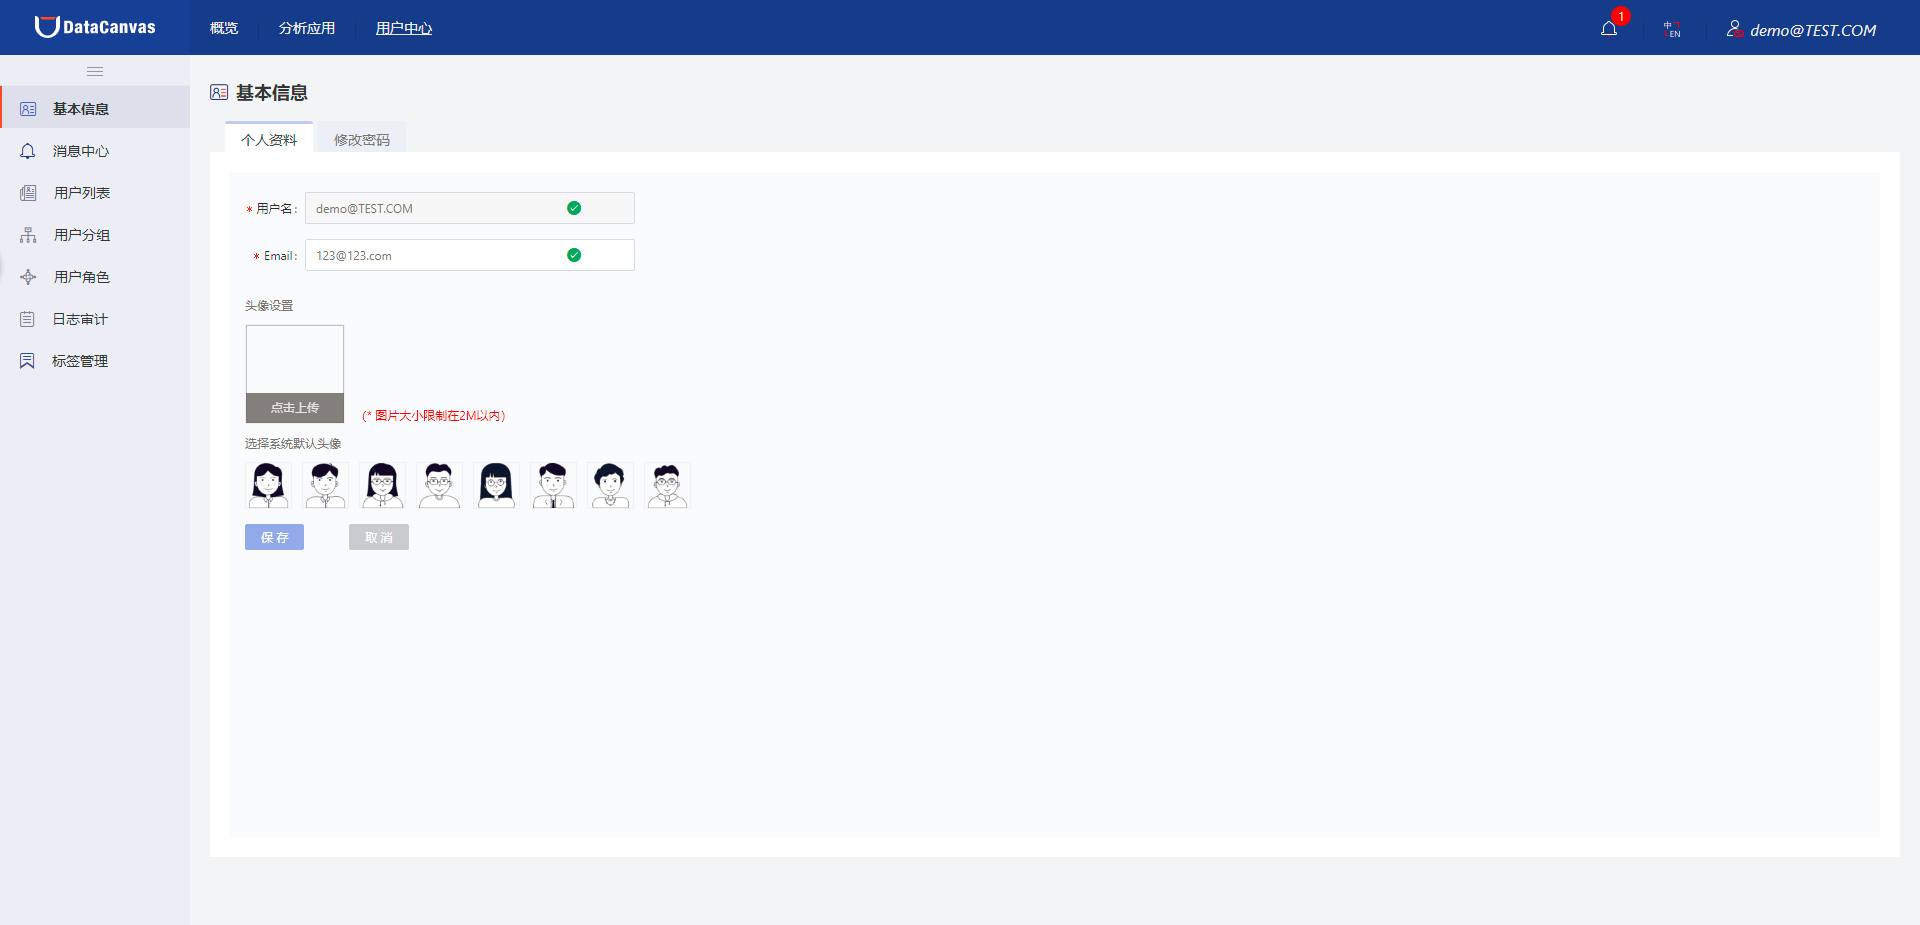 DataCanvas
概览 分析应用 用户中心
1
中 EN
demo@TEST.COM
基本信息
消息中心
用户列表
用户分组
用户角色
日志审计
标签管理
基本信息
个人资料 修改密码
* 用户名： demo@TEST.COM
* Email： 123@123.com
头像设置
点击上传
(* 图片大小限制在2M以内)
选择系统默认头像
保存 取消